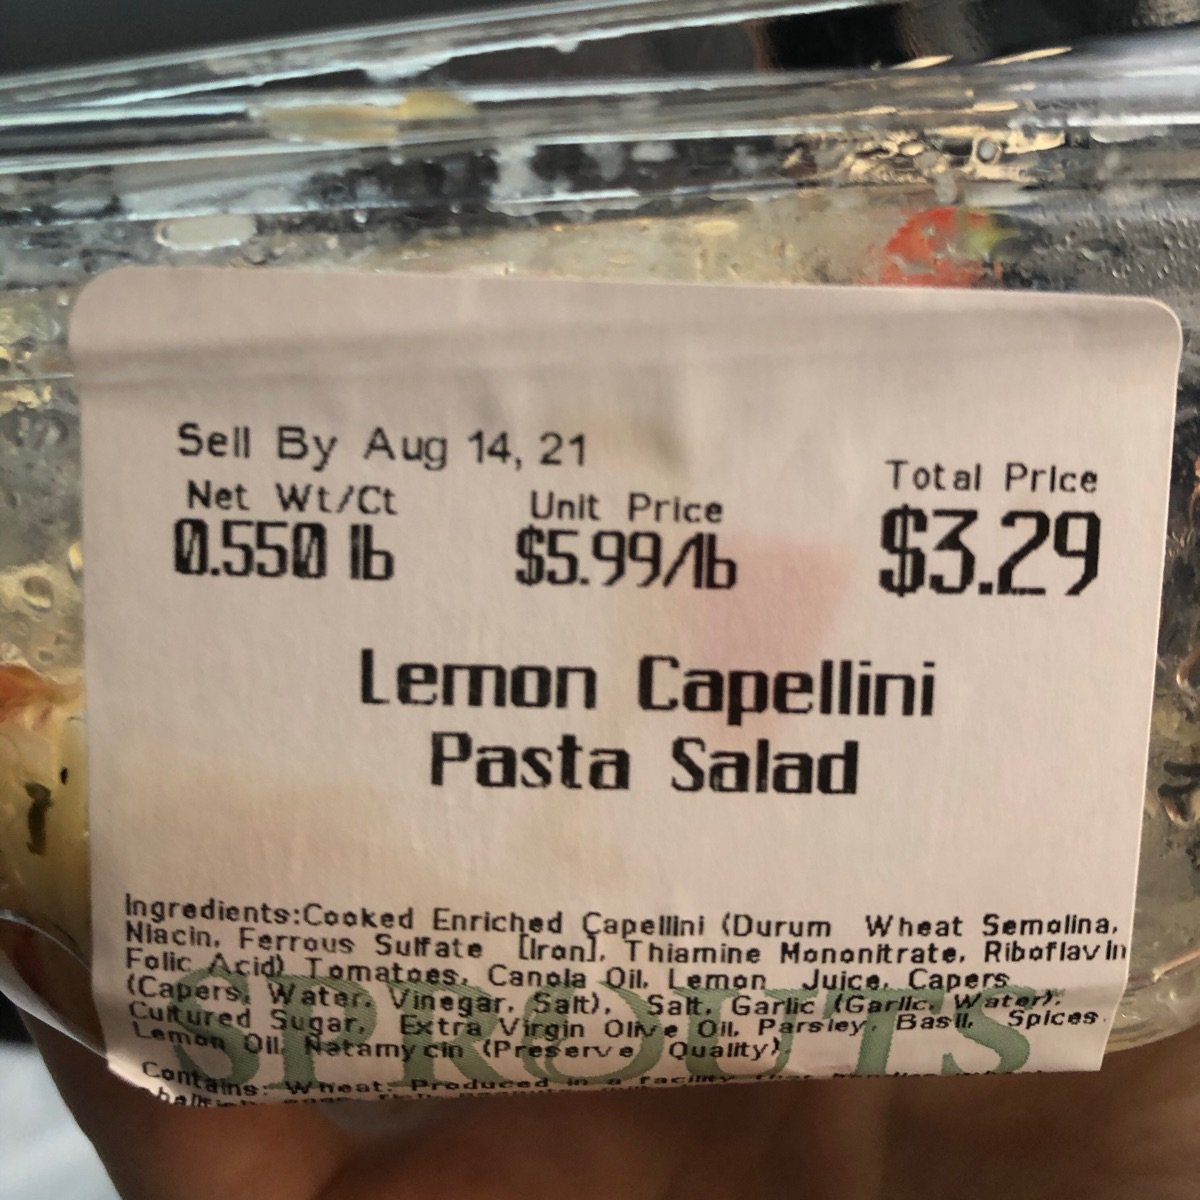 Sell By Aug 14, 21
Net Wt/Ct Unit Price Total Price
0.550 lb $5.99/lb $3.29
Lemon Capellini
Pasta Salad
Ingredients:Cooked Enriched Capellini (Durum Wheat Semolina,
Niacin, Ferrous Sulfate [Iron], Thiamine Mononitrate, Riboflavin
Folic Acid) Tomatoes, Canola Oil, Lemon Juice, Capers
(Capers, Water, Vinegar, Salt), Salt, Garlic (Garlic, Water),
Cultured Sugar, Extra Virgin Olive Oil, Parsley, Basil, Spices
Lemon Oil, Natamycin (Preserve Quality).
SPROUTS
Contains: Wheat: Produced in a facility that